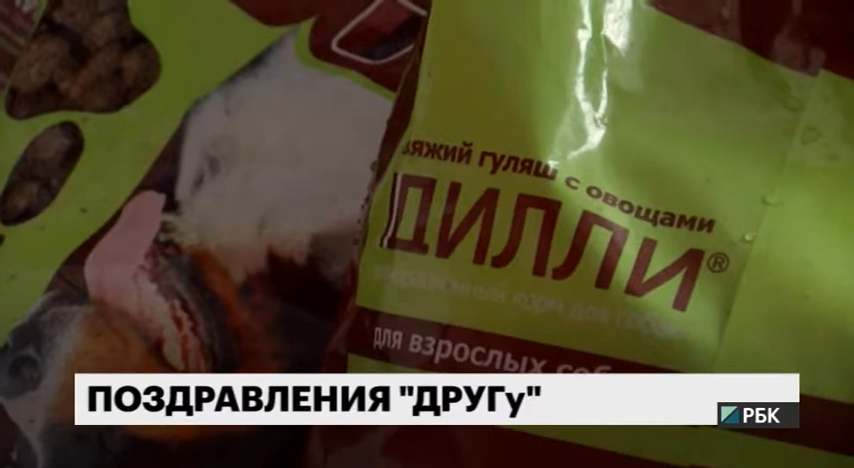 ГУЛЯШ С ОВОЩАМИ
ДИЛЛИ®
ДЛЯ ВЗРОСЛЫХ
ПОЗДРАВЛЕНИЯ "ДРУГу"
РБК